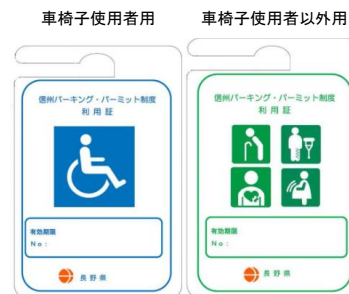 車椅子使用者用
車椅子使用者以外用
信州パーキング・パーミット制度
利用証
有効期限
No:
長野県
信州パーキング・パーミット制度
利用証
有効期限
No:
長野県